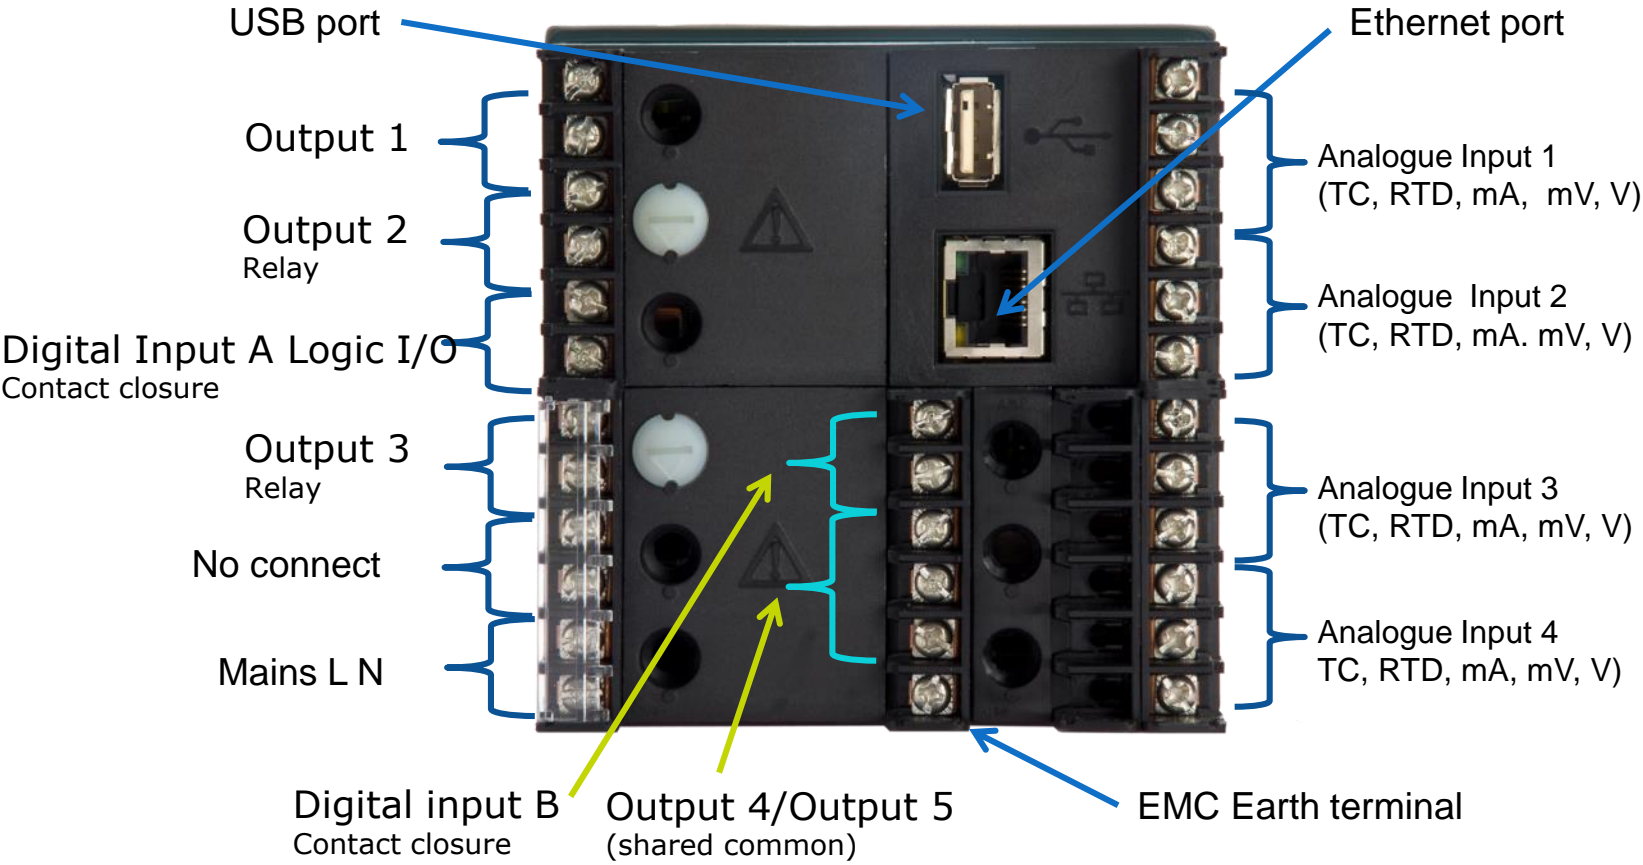 USB port
Ethernet port
Output 1
Analogue Input 1
(TC, RTD, mA, mV, V)
Output 2
Relay
Analogue Input 2
(TC, RTD, mA. mV, V)
Digital Input A Logic I/O
Contact closure
Output 3
Relay
Analogue Input 3
(TC, RTD, mA, mV, V)
No connect
Analogue Input 4
TC, RTD, mA, mV, V)
Mains L N
Digital input B
Contact closure
Output 4/Output 5
(shared common)
EMC Earth terminal